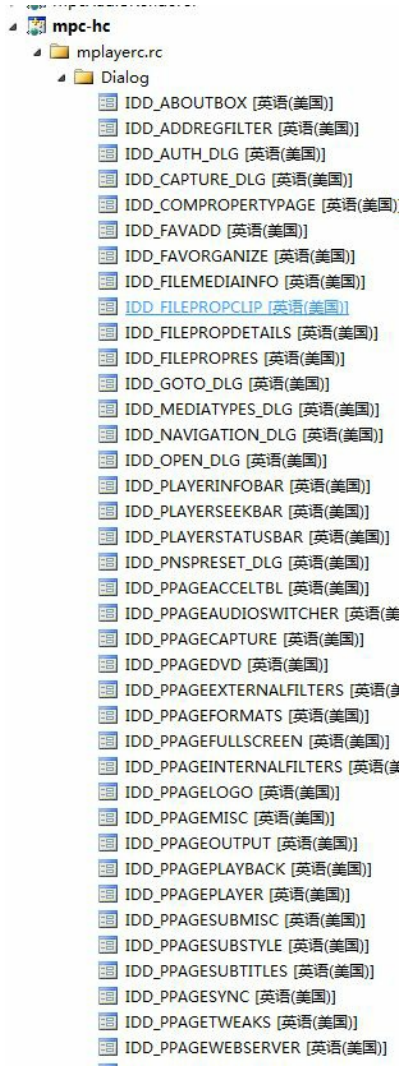 mpc-hc
mplayerc.rc
Dialog
IDD_ABOUTBOX [英语(美国)]
IDD_ADDREGFILTER [英语(美国)]
IDD_AUTH_DLG [英语(美国)]
IDD_CAPTURE_DLG [英语(美国)]
IDD_COMPROPERTYPAGE [英语(美国)]
IDD_FAVADD [英语(美国)]
IDD_FAVORGANIZE [英语(美国)]
IDD_FILEMEDIAINFO [英语(美国)]
IDD_FILEPROPCLIP [英语(美国)]
IDD_FILEPROPDETAILS [英语(美国)]
IDD_FILEPROPRES [英语(美国)]
IDD_GOTO_DLG [英语(美国)]
IDD_MEDIATYPES_DLG [英语(美国)]
IDD_NAVIGATION_DLG [英语(美国)]
IDD_OPEN_DLG [英语(美国)]
IDD_PLAYERINFOBAR [英语(美国)]
IDD_PLAYERSEEKBAR [英语(美国)]
IDD_PLAYERSTATUSBAR [英语(美国)]
IDD_PNSPRESET_DLG [英语(美国)]
IDD_PPAGEACCELTBL [英语(美国)]
IDD_PPAGEAUDIOSWITCHER [英语(美
IDD_PPAGECAPTURE [英语(美国)]
IDD_PPAGEDVD [英语(美国)]
IDD_PPAGEEXTERNALFILTERS [英语(美
IDD_PPAGEFORMATS [英语(美国)]
IDD_PPAGEFULLSCREEN [英语(美国)]
IDD_PPAGEINTERNALFILTERS [英语(美
IDD_PPAGELOGO [英语(美国)]
IDD_PPAGEMISC [英语(美国)]
IDD_PPAGEOUTPUT [英语(美国)]
IDD_PPAGEPLAYBACK [英语(美国)]
IDD_PPAGEPLAYER [英语(美国)]
IDD_PPAGESUBMISC [英语(美国)]
IDD_PPAGESUBSTYLE [英语(美国)]
IDD_PPAGESUBTITLES [英语(美国)]
IDD_PPAGESYNC [英语(美国)]
IDD_PPAGETWEAKS [英语(美国)]
IDD_PPAGEWEBSERVER [英语(美国)]